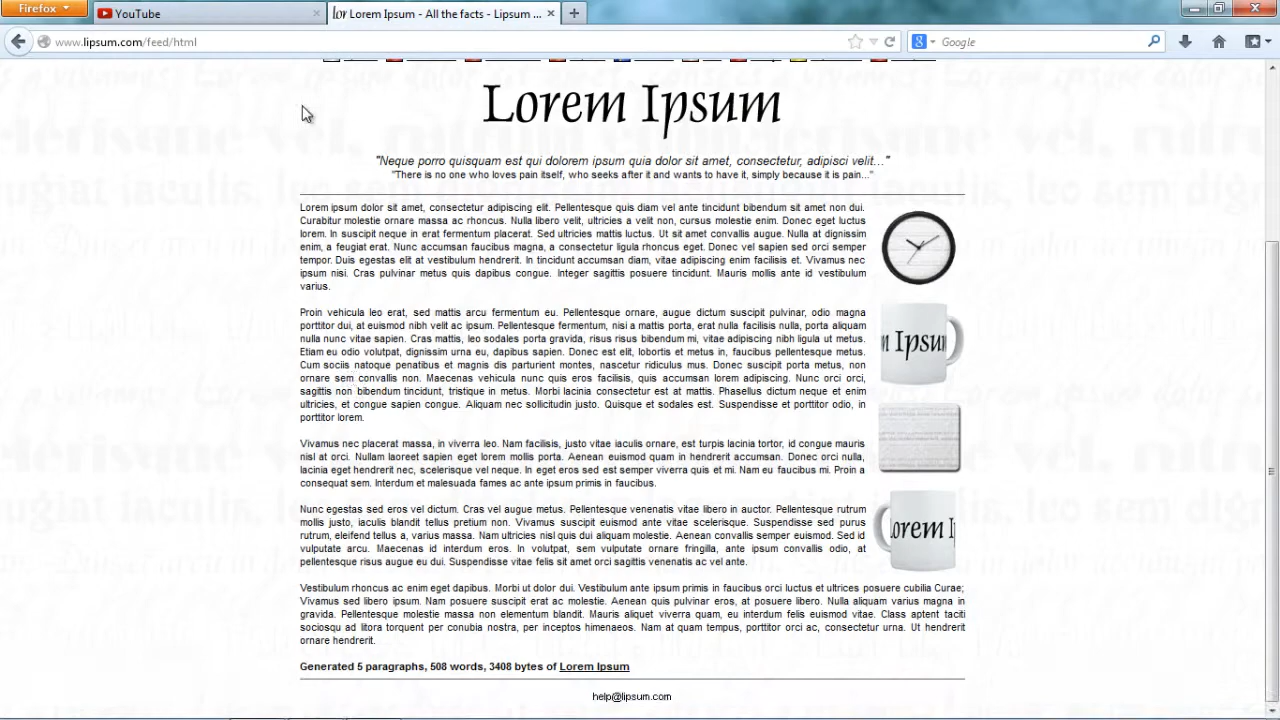 Firefox
YouTube
Lorem Ipsum - All the facts - Lipsum ...
www.lipsum.com/feed/html
Google
Lorem Ipsum
"Neque porro quisquam est qui dolorem ipsum quia dolor sit amet, consectetur, adipisci velit..."
"There is no one who loves pain itself, who seeks after it and wants to have it, simply because it is pain..."
Lorem ipsum dolor sit amet, consectetur adipiscing elit. Pellentesque quis diam vel ante tincidunt bibendum sit amet non dui.
Curabitur molestie ornare massa ac rhoncus. Nulla libero velit, ultricies a velit non, cursus molestie enim. Donec eget luctus
lorem. In suscipit neque in erat fermentum placerat. Sed ultricies mattis luctus. Ut sit amet convallis augue. Nulla at dignissim
enim, a feugiat erat. Nunc accumsan faucibus magna, a consectetur ligula rhoncus eget. Donec vel sapien sed orci semper
tempor. Duis egestas elit at vestibulum hendrerit. In tincidunt accumsan diam, vitae adipiscing enim facilisis et. Vivamus nec
ipsum nisi. Cras pulvinar metus quis dapibus congue. Integer sagittis posuere tincidunt. Mauris mollis ante id vestibulum
varius.
Proin vehicula leo erat, sed mattis arcu fermentum eu. Pellentesque ornare, augue dictum suscipit pulvinar, odio magna
porttitor dui, at euismod nibh velit ac ipsum. Pellentesque fermentum, nisi a mattis porta, erat nulla facilisis nulla, porta aliquam
nulla nunc vitae sapien. Cras mattis, leo sodales porta gravida, risus risus bibendum mi, vitae adipiscing nibh ligula ut metus.
Etiam eu odio volutpat, dignissim urna eu, dapibus sapien. Donec est elit, lobortis et metus in, faucibus pellentesque metus.
Cum sociis natoque penatibus et magnis dis parturient montes, nascetur ridiculus mus. Donec suscipit porta metus, non
ornare sem convallis non. Maecenas vehicula nunc quis eros facilisis, quis accumsan lorem adipiscing. Nunc orci orci,
sagittis non bibendum tincidunt, tristique in metus. Morbi lacinia consectetur est at mattis. Phasellus dictum neque et enim
ultricies, et congue sapien congue. Aliquam nec sollicitudin justo. Quisque et sodales est. Suspendisse et porttitor odio, in
porttitor lorem.
Vivamus nec placerat massa, in viverra leo. Nam facilisis, justo vitae iaculis ornare, est turpis lacinia tortor, id congue mauris
nisl at orci. Nullam laoreet sapien eget lorem mollis porta. Aenean euismod quam in hendrerit accumsan. Donec orci nulla,
lacinia eget hendrerit nec, scelerisque vel neque. In eget eros sed est semper viverra quis et mi. Nam eu faucibus mi. Proin a
consequat sem. Interdum et malesuada fames ac ante ipsum primis in faucibus.
Nunc egestas sed eros vel dictum. Cras vel augue metus. Pellentesque venenatis vitae libero in auctor. Pellentesque rutrum
mollis justo, iaculis blandit tellus pretium non. Vivamus suscipit euismod ante vitae scelerisque. Suspendisse sed purus
rutrum, eleifend tellus a, varius massa. Nam ultricies nisl quis dui aliquam molestie. Aenean convallis semper euismod. Sed id
vulputate arcu. Maecenas id interdum eros. In volutpat, sem vulputate ornare fringilla, ante ipsum convallis odio, at
pellentesque risus augue eu dui. Suspendisse vitae felis sit amet orci sagittis venenatis ac vel ante.
Vestibulum rhoncus ac enim eget dapibus. Morbi ut dolor dui. Vestibulum ante ipsum primis in faucibus orci luctus et ultrices posuere cubilia Curae;
Vivamus sed libero ipsum. Nam posuere suscipit erat ac molestie. Aenean quis pulvinar eros, at posuere libero. Nulla aliquam varius magna in
gravida. Pellentesque molestie massa non elementum blandit. Mauris aliquet viverra quam, eu interdum felis euismod vitae. Class aptent taciti
sociosqu ad litora torquent per conubia nostra, per inceptos himenaeos. Nam at quam tempus, porttitor orci ac, consectetur urna. Ut hendrerit
ornare hendrerit.
Generated 5 paragraphs, 508 words, 3408 bytes of Lorem Ipsum
help@lipsum.com